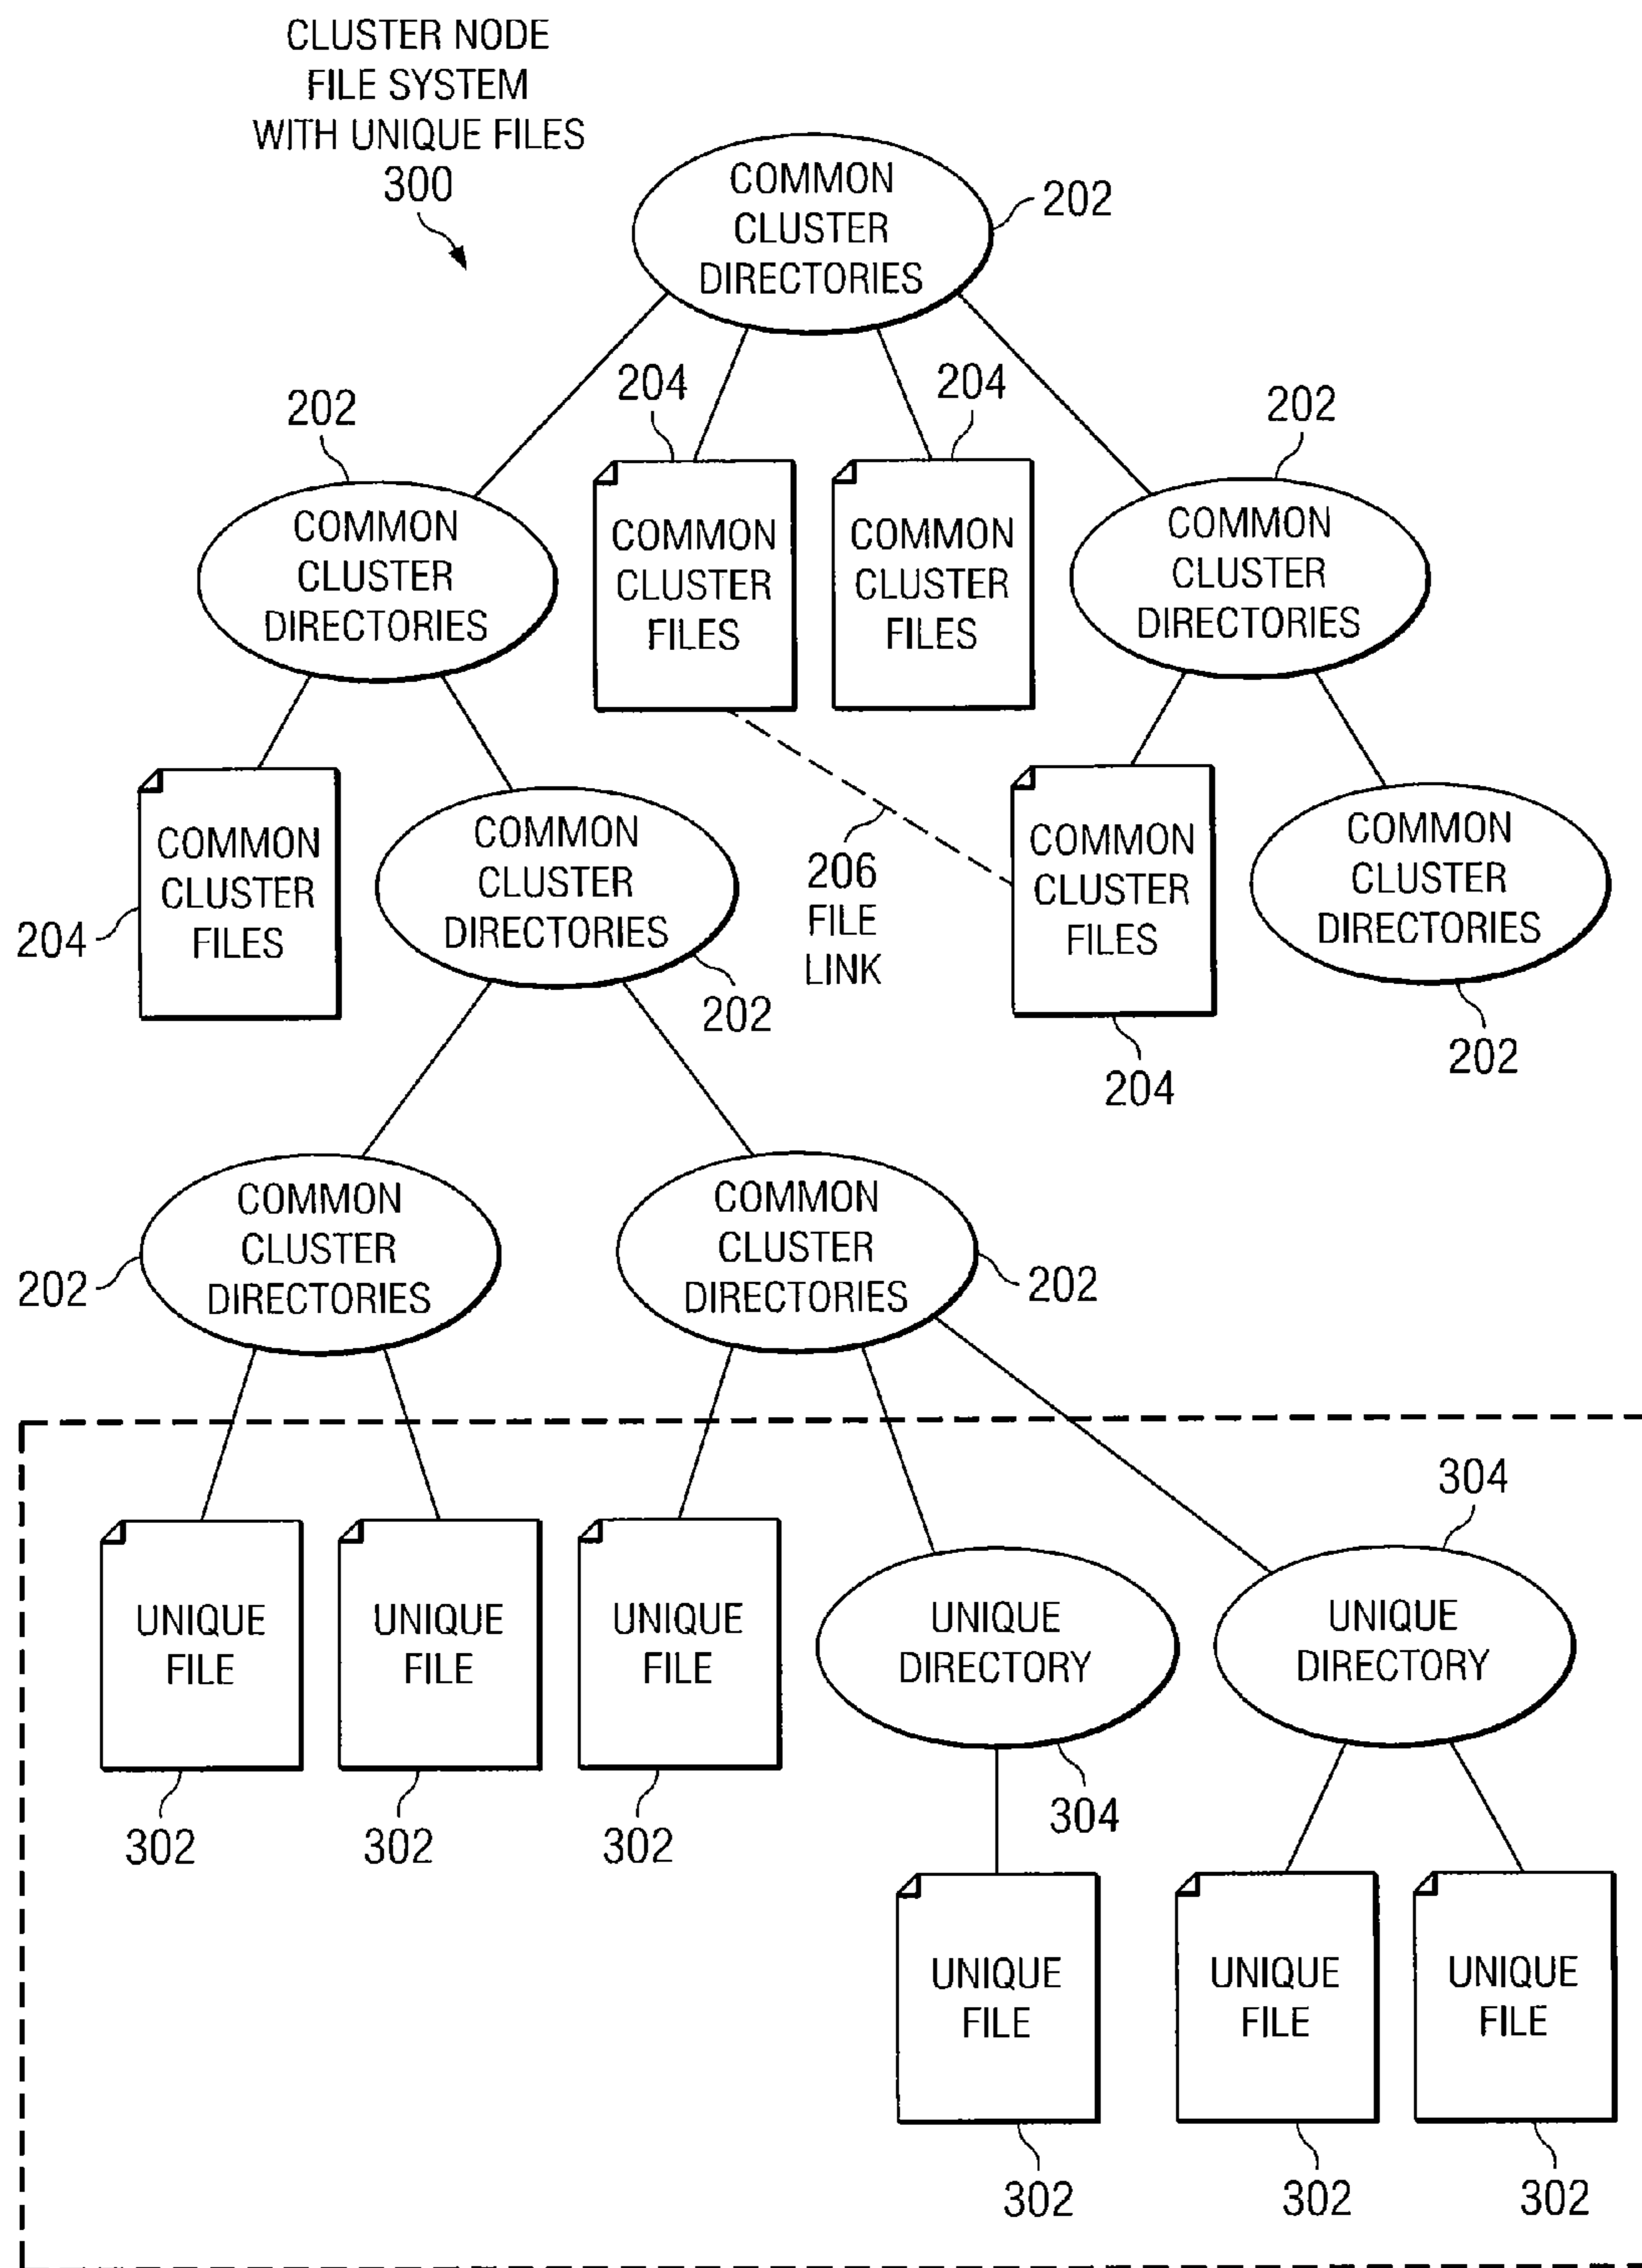 CLUSTER NODE
FILE SYSTEM
WITH UNIQUE FILES
300
COMMON
CLUSTER
DIRECTORIES
202
202
204
204
202
COMMON
CLUSTER
DIRECTORIES
COMMON
CLUSTER
FILES
COMMON
CLUSTER
FILES
COMMON
CLUSTER
DIRECTORIES
COMMON
CLUSTER
FILES
204
COMMON
CLUSTER
DIRECTORIES
202
206
FILE
LINK
COMMON
CLUSTER
FILES
204
COMMON
CLUSTER
DIRECTORIES
202
COMMON
CLUSTER
DIRECTORIES
202
COMMON
CLUSTER
DIRECTORIES
202
304
UNIQUE
FILE
302
UNIQUE
FILE
302
UNIQUE
FILE
302
UNIQUE
DIRECTORY
304
UNIQUE
DIRECTORY
UNIQUE
FILE
302
UNIQUE
FILE
302
UNIQUE
FILE
302